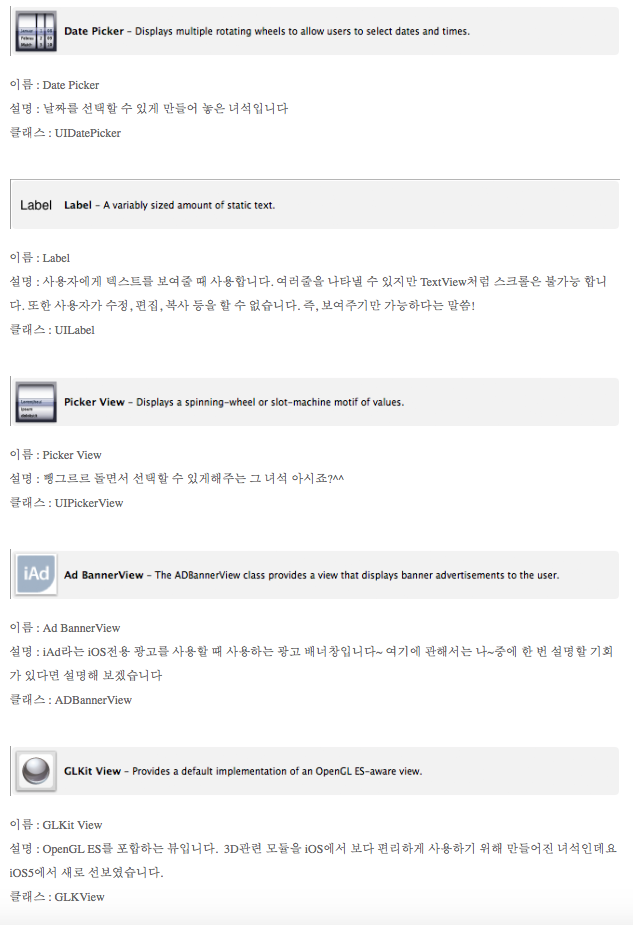 Date Picker – Displays multiple rotating wheels to allow users to select dates and times.
이름 : Date Picker
설명 : 날짜를 선택할 수 있게 만들어 놓은 녀석입니다
클래스 : UIDatePicker
Label Label – A variably sized amount of static text.
이름 : Label
설명 : 사용자에게 텍스트를 보여줄 때 사용합니다. 여러줄을 나타낼 수 있지만 TextView처럼 스크롤은 불가능 합니
다. 또한 사용자가 수정, 편집, 복사 등을 할 수 없습니다. 즉, 보여주기만 가능하다는 말씀!
클래스 : UILabel
Picker View – Displays a spinning-wheel or slot-machine motif of values.
이름 : Picker View
설명 : 뼁그르르 돌면서 선택할 수 있게해주는 그 녀석 아시죠?^^
클래스 : UIPickerView
iAd Ad BannerView – The ADBannerView class provides a view that displays banner advertisements to the user.
이름 : Ad BannerView
설명 : iAd라는 iOS전용 광고를 사용할 때 사용하는 광고 배너창입니다~ 여기에 관해서는 나~중에 한 번 설명할 기회
가 있다면 설명해 보겠습니다
클래스 : ADBannerView
GLKit View – Provides a default implementation of an OpenGL ES-aware view.
이름 : GLKit View
설명 : OpenGL ES를 포함하는 뷰입니다. 3D관련 모듈을 iOS에서 보다 편리하게 사용하기 위해 만들어진 녀석인데요
iOS5에서 새로 선보였습니다.
클래스 : GLKView